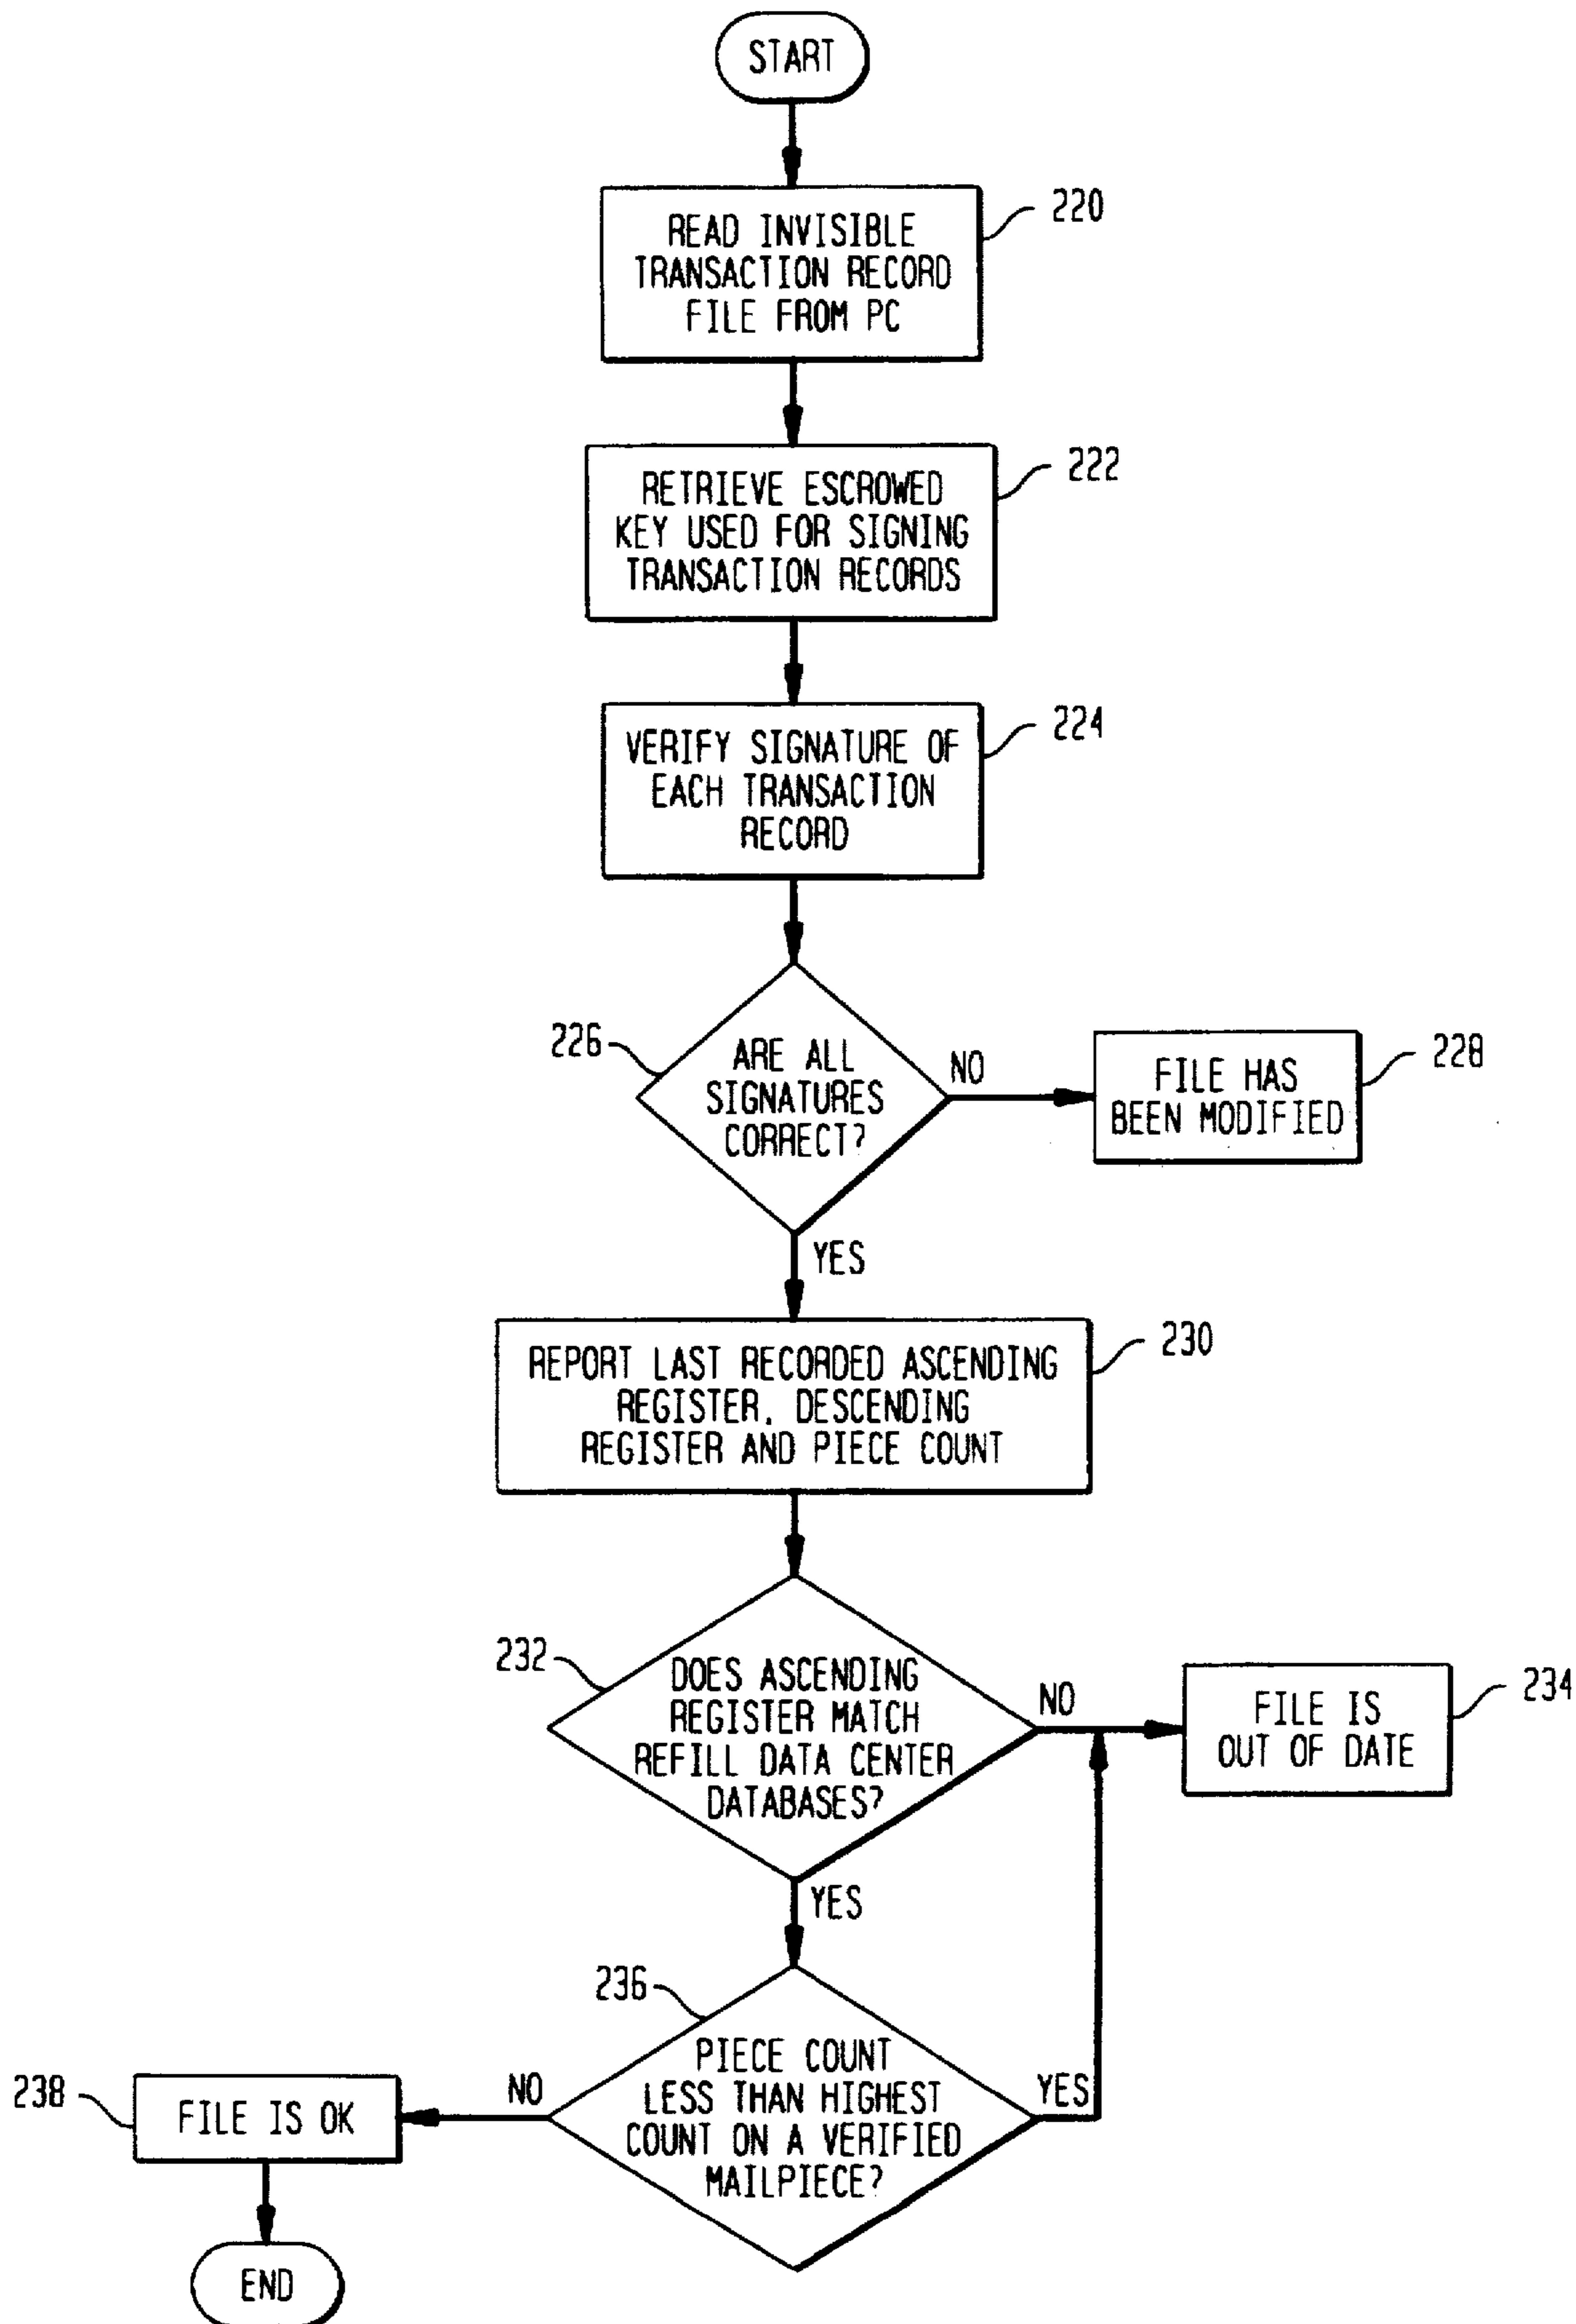 START
READ INVISIBLE
TRANSACTION RECORD
FILE FROM PC
220
RETRIEVE ESCROWED
KEY USED FOR SIGNING
TRANSACTION RECORDS
222
VERIFY SIGNATURE OF
EACH TRANSACTION
RECORD
224
226
ARE ALL
SIGNATURES
CORRECT?
NO
FILE HAS
BEEN MODIFIED
228
YES
REPORT LAST RECORDED ASCENDING
REGISTER, DESCENDING
REGISTER AND PIECE COUNT
230
232
DOES ASCENDING
REGISTER MATCH
REFILL DATA CENTER
DATABASES?
NO
FILE IS
OUT OF DATE
234
YES
236
PIECE COUNT
LESS THAN HIGHEST
COUNT ON A VERIFIED
MAILPIECE?
YES
NO
238
FILE IS OK
END